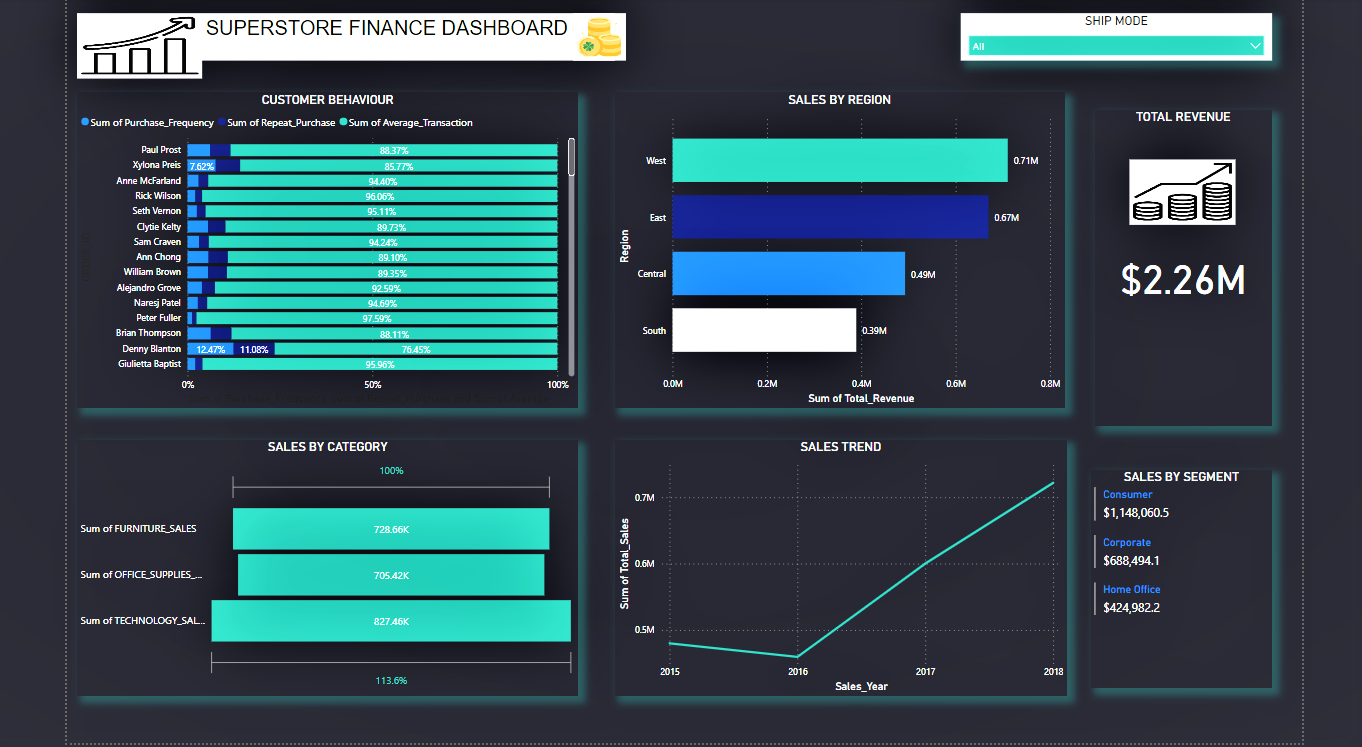 SUPERSTORE FINANCE DASHBOARD
SHIP MODE
All
CUSTOMER BEHAVIOUR
Sum of Purchase_Frequency Sum of Repeat_Purchase Sum of Average_Transaction
Paul Prost 88.37%
Xylona Preis 7.62% 85.77%
Anne McFarland 94.40%
Rick Wilson 96.06%
Seth Vernon 95.11%
Clytie Kelty 89.73%
Sam Craven 94.24%
Ann Chong 89.10%
William Brown 89.35%
Alejandro Grove 92.59%
Naresj Patel 94.69%
Peter Fuller 97.59%
Brian Thompson 88.11%
Denny Blanton 12.47% 11.08% 76.45%
Giulietta Baptist 95.96%
0% 50% 100%
SALES BY REGION
Region
West 0.71M
East 0.67M
Central 0.49M
South 0.39M
0.0M 0.2M 0.4M 0.6M 0.8M
Sum of Total_Revenue
TOTAL REVENUE
$2.26M
SALES BY CATEGORY
100%
Sum of FURNITURE_SALES 728.66K
Sum of OFFICE_SUPPLIES_... 705.42K
Sum of TECHNOLOGY_SAL... 827.46K
113.6%
SALES TREND
Sum of Total_Sales
0.7M
0.6M
0.5M
2015 2016 2017 2018
Sales_Year
SALES BY SEGMENT
Consumer
$1,148,060.5
Corporate
$688,494.1
Home Office
$424,982.2